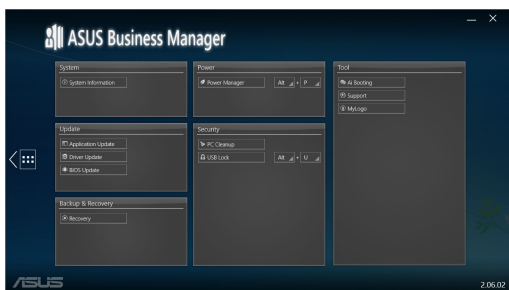 ASUS Business Manager
System
System Information
Power
Power Manager Alt + P
Tool
Ai Booting
Support
MyLogo
Update
Application Update
Driver Update
BIOS Update
Security
PC Cleanup
USB Lock Alt + U
Backup & Recovery
Recovery
ASUS
2.06.02